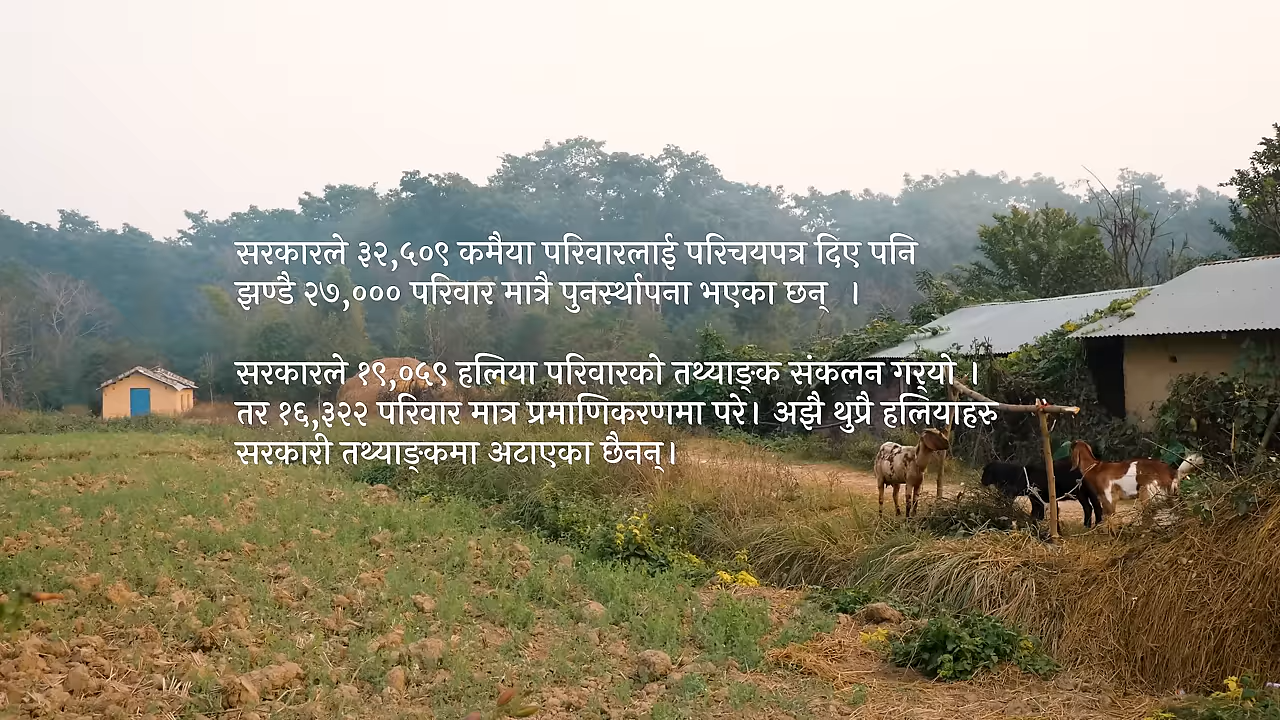 सरकारले ३२,५०९ कमैया परिवारलाई परिचयपत्र दिए पनि
झण्डै २७,००० परिवार मात्रै पुनर्स्थापना भएका छन् ।
सरकारले १९,०५९ हलिया परिवारको तथ्याङ्क संकलन गर्‍यो ।
तर १६,३२२ परिवार मात्र प्रमाणिकरणमा परे। अझै थुप्रै हलियाहरु
सरकारी तथ्याङ्कमा अटाएका छैनन्।